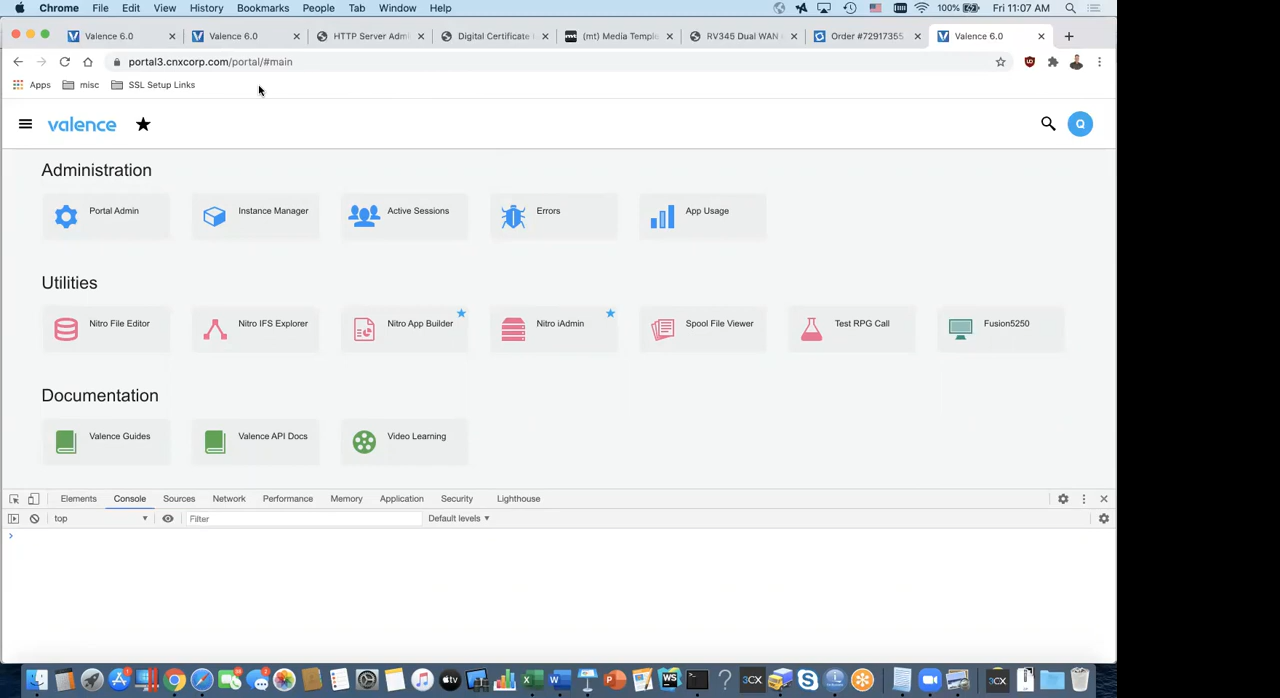 Chrome File Edit View History Bookmarks People Tab Window Help 100% Fri 11:07 AM
Valence 6.0 Valence 6.0 HTTP Server Admi Digital Certificate (mt) Media Temple RV345 Dual WAN Order #72917355 Valence 6.0
portal3.cnxcorp.com/portal/#main
Apps misc SSL Setup Links
valence Q
Administration
Portal Admin Instance Manager Active Sessions Errors App Usage
Utilities
Nitro File Editor Nitro IFS Explorer Nitro App Builder Nitro iAdmin Spool File Viewer Test RPG Call Fusion5250
Documentation
Valence Guides Valence API Docs Video Learning
Elements Console Sources Network Performance Memory Application Security Lighthouse
top Filter Default levels
3CX 3CX